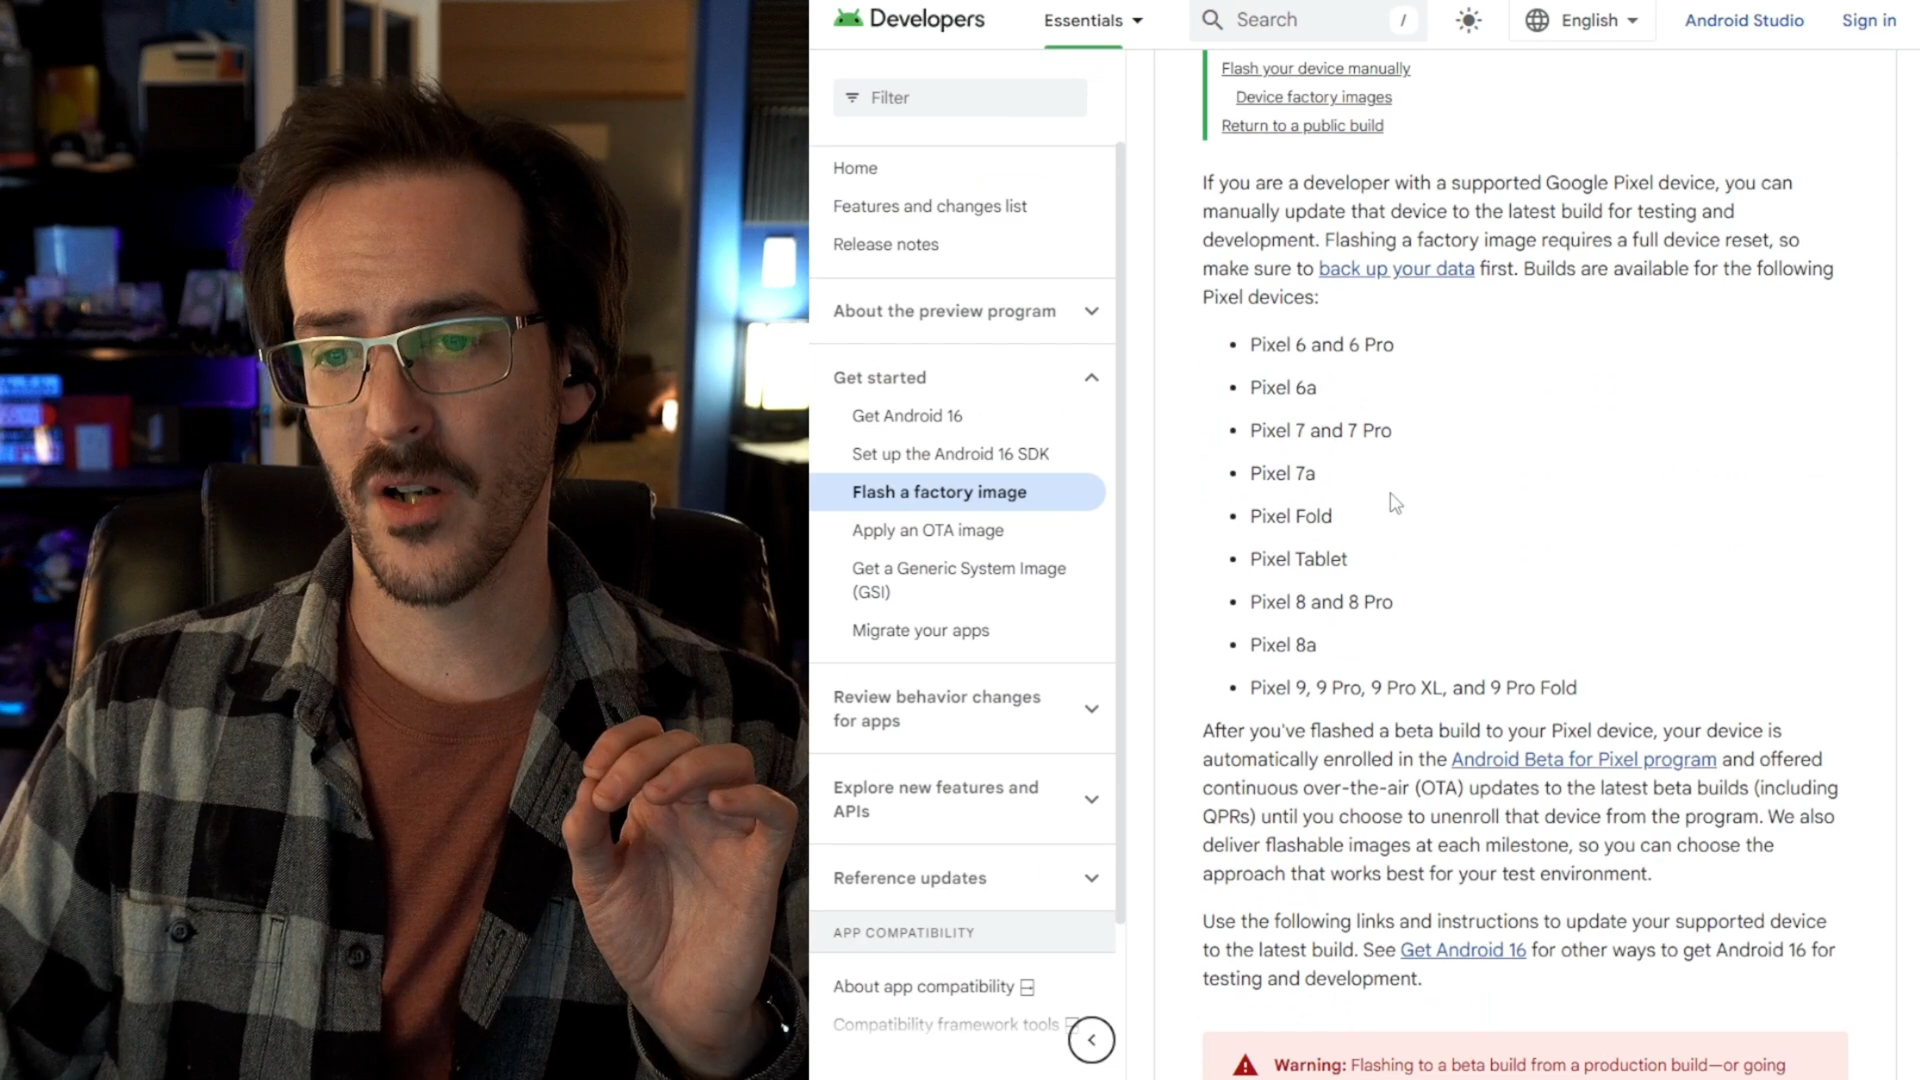 Developers
Essentials
Search
/
English
Android Studio
Sign in
Filter
Home
Features and changes list
Release notes
About the preview program
Get started
Get Android 16
Set up the Android 16 SDK
Flash a factory image
Apply an OTA image
Get a Generic System Image
(GSI)
Migrate your apps
Review behavior changes
for apps
Explore new features and
APIs
Reference updates
APP COMPATIBILITY
About app compatibility
Compatibility framework tools
Flash your device manually
Device factory images
Return to a public build
If you are a developer with a supported Google Pixel device, you can
manually update that device to the latest build for testing and
development. Flashing a factory image requires a full device reset, so
make sure to back up your data first. Builds are available for the following
Pixel devices:
• Pixel 6 and 6 Pro
• Pixel 6a
• Pixel 7 and 7 Pro
• Pixel 7a
• Pixel Fold
• Pixel Tablet
• Pixel 8 and 8 Pro
• Pixel 8a
• Pixel 9, 9 Pro, 9 Pro XL, and 9 Pro Fold
After you've flashed a beta build to your Pixel device, your device is
automatically enrolled in the Android Beta for Pixel program and offered
continuous over-the-air (OTA) updates to the latest beta builds (including
QPRs) until you choose to unenroll that device from the program. We also
deliver flashable images at each milestone, so you can choose the
approach that works best for your test environment.
Use the following links and instructions to update your supported device
to the latest build. See Get Android 16 for other ways to get Android 16 for
testing and development.
Warning: Flashing to a beta build from a production build—or going